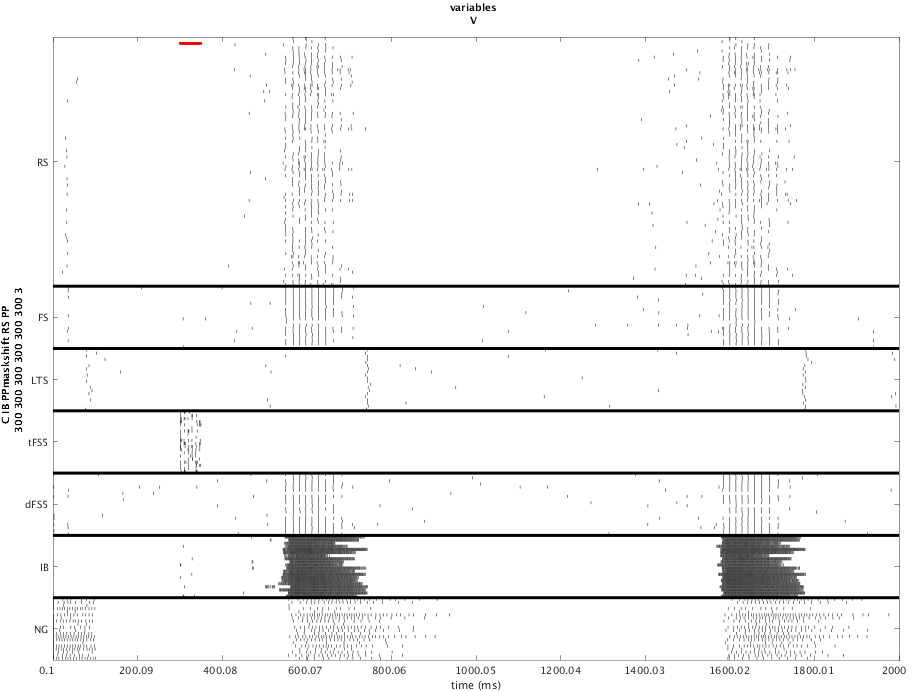 variables
V
C IB PPmaskshift RS PP
300 300 300 300 300 300 3
RS
FS
LTS
tFS5
dFS5
IB
NG
0.1 200.09 400.08 600.07 800.06 1000.05 1200.04 1400.03 1600.02 1800.01 2000
time (ms)